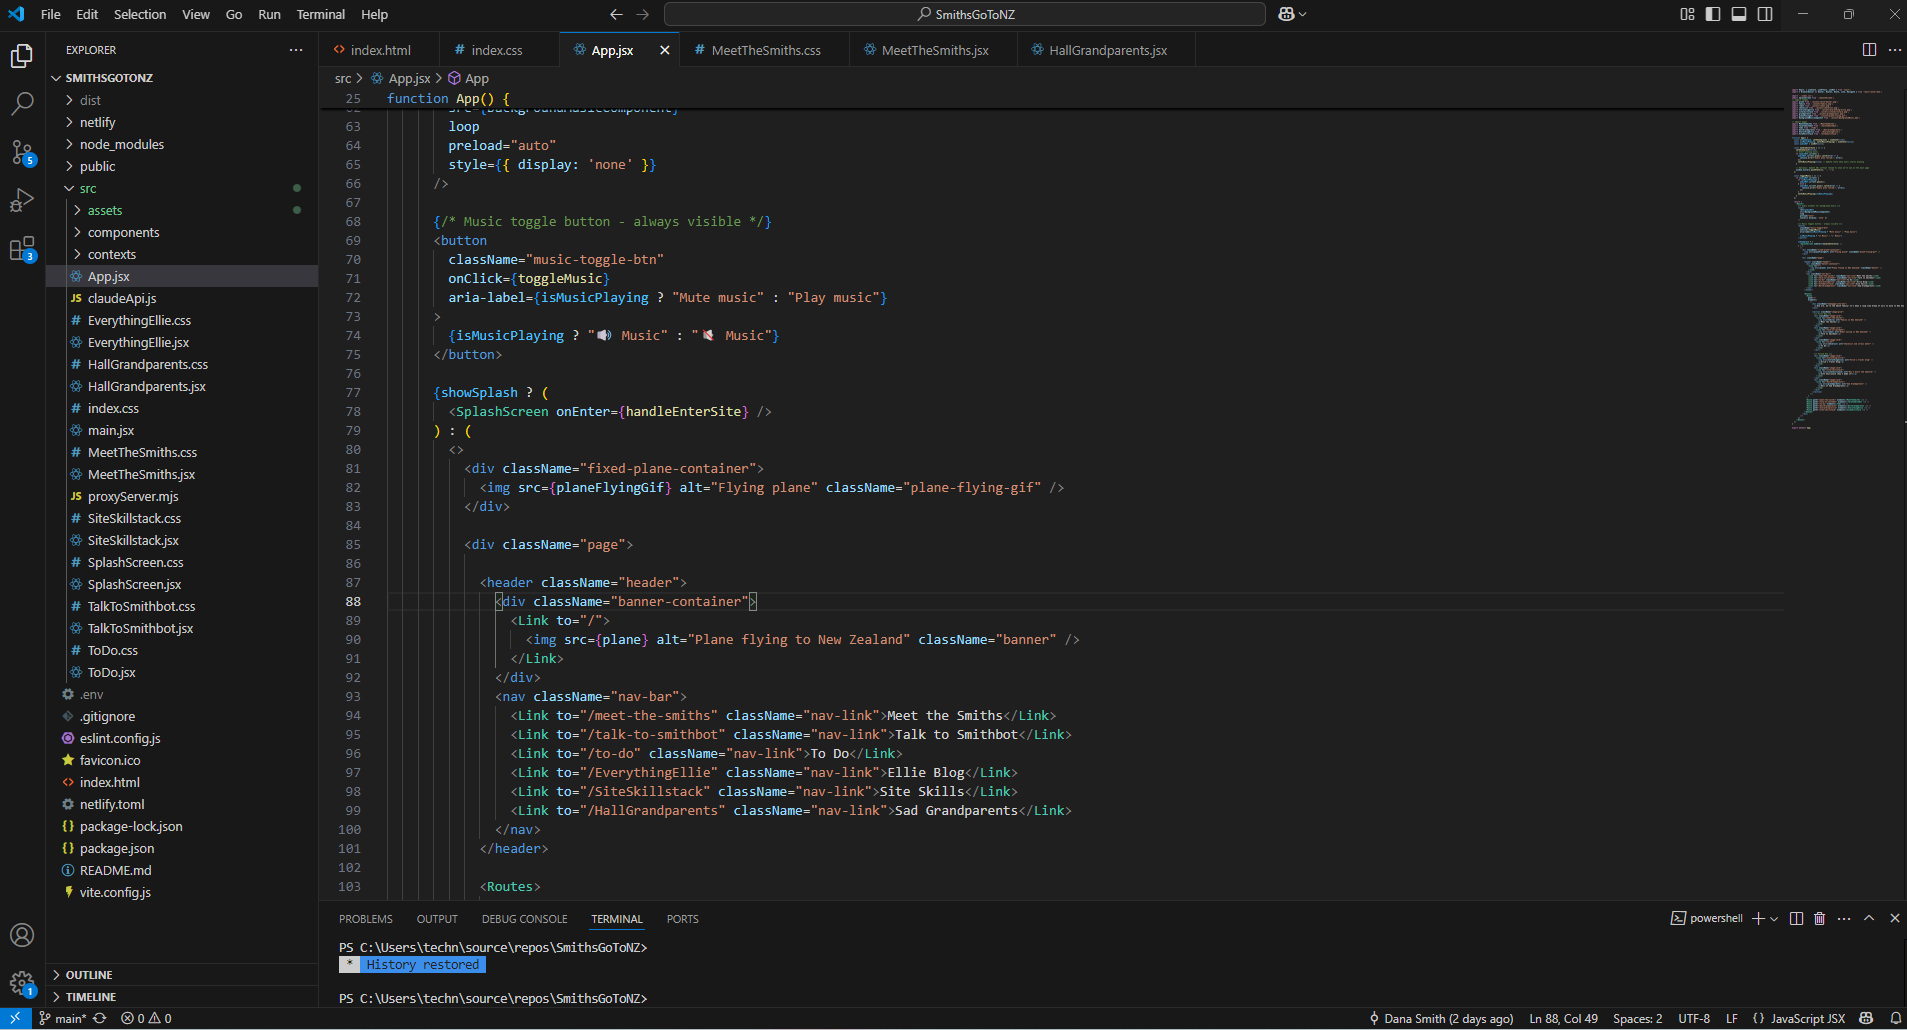 File Edit Selection View Go Run Terminal Help
SmithsGoToNZ
EXPLORER
SMITHSGOTONZ
dist
netlify
node_modules
public
src
assets
components
contexts
App.jsx
JS claudeApi.js
# EverythingEllie.css
EverythingEllie.jsx
# HallGrandparents.css
HallGrandparents.jsx
# index.css
main.jsx
# MeetTheSmiths.css
MeetTheSmiths.jsx
JS proxyServer.mjs
# SiteSkillstack.css
SiteSkillstack.jsx
# SplashScreen.css
SplashScreen.jsx
# TalkToSmithbot.css
TalkToSmithbot.jsx
# ToDo.css
ToDo.jsx
.env
.gitignore
eslint.config.js
favicon.ico
<> index.html
netlify.toml
{} package-lock.json
{} package.json
README.md
vite.config.js
OUTLINE
TIMELINE
5
3
1
<> index.html # index.css App.jsx # MeetTheSmiths.css MeetTheSmiths.jsx HallGrandparents.jsx
src > App.jsx > App
25 function App() {
62 src={backgroundMusicComponent}
63 loop
64 preload="auto"
65 style={{ display: 'none' }}
66 />
67
68 {/* Music toggle button - always visible */}
69 <button
70 className="music-toggle-btn"
71 onClick={toggleMusic}
72 aria-label={isMusicPlaying ? "Mute music" : "Play music"}
73 >
74 {isMusicPlaying ? "🔊 Music" : "🔇 Music"}
75 </button>
76
77 {showSplash ? (
78 <SplashScreen onEnter={handleEnterSite} />
79 ) : (
80 <>
81 <div className="fixed-plane-container">
82 <img src={planeFlyingGif} alt="Flying plane" className="plane-flying-gif" />
83 </div>
84
85 <div className="page">
86
87 <header className="header">
88 <div className="banner-container">
89 <Link to="/">
90 <img src={plane} alt="Plane flying to New Zealand" className="banner" />
91 </Link>
92 </div>
93 <nav className="nav-bar">
94 <Link to="/meet-the-smiths" className="nav-link">Meet the Smiths</Link>
95 <Link to="/talk-to-smithbot" className="nav-link">Talk to Smithbot</Link>
96 <Link to="/to-do" className="nav-link">To Do</Link>
97 <Link to="/EverythingEllie" className="nav-link">Ellie Blog</Link>
98 <Link to="/SiteSkillstack" className="nav-link">Site Skills</Link>
99 <Link to="/HallGrandparents" className="nav-link">Sad Grandparents</Link>
100 </nav>
101 </header>
102
103 <Routes>
PROBLEMS OUTPUT DEBUG CONSOLE TERMINAL PORTS
powershell
PS C:\Users\techn\source\repos\SmithsGoToNZ>
* History restored
PS C:\Users\techn\source\repos\SmithsGoToNZ>
main* 0 0
Dana Smith (2 days ago) Ln 88, Col 49 Spaces: 2 UTF-8 LF {} JavaScript JSX